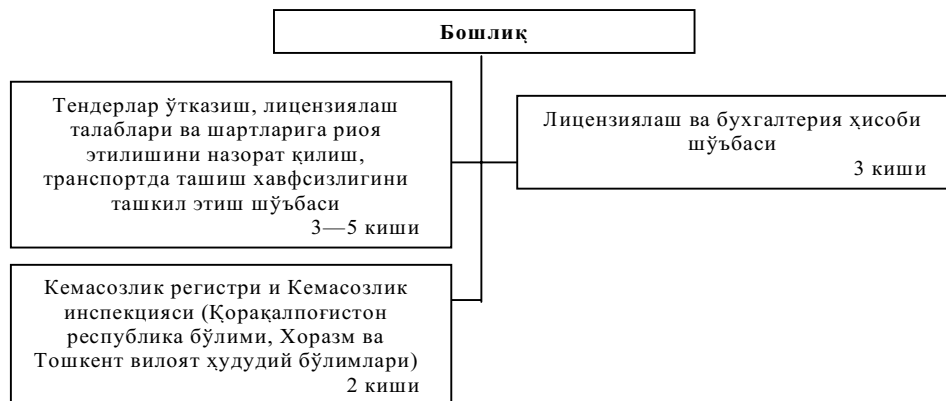 Бошлиқ
Тендерлар ўтказиш, лицензиялаш
талаблари ва шартларига риоя
этилишини назорат қилиш,
транспортда ташиш хавфсизлигини
ташкил этиш шўъбаси
3—5 киши
Лицензиялаш ва бухгалтерия ҳисоби
шўъбаси
3 киши
Кемасозлик регистри и Кемасозлик
инспекцияси (Қорақалпоғистон
республика бўлими, Хоразм ва
Тошкент вилоят ҳудудий бўлимлари)
2 киши